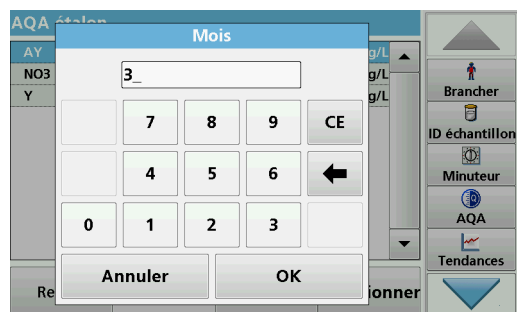 AQA étalon
Mois
AY
g/L
NO3
g/L
Y
g/L
3_
7 8 9 CE
4 5 6
0 1 2 3
Annuler OK
Re
ionner
Brancher
ID échantillon
Minuteur
AQA
Tendances